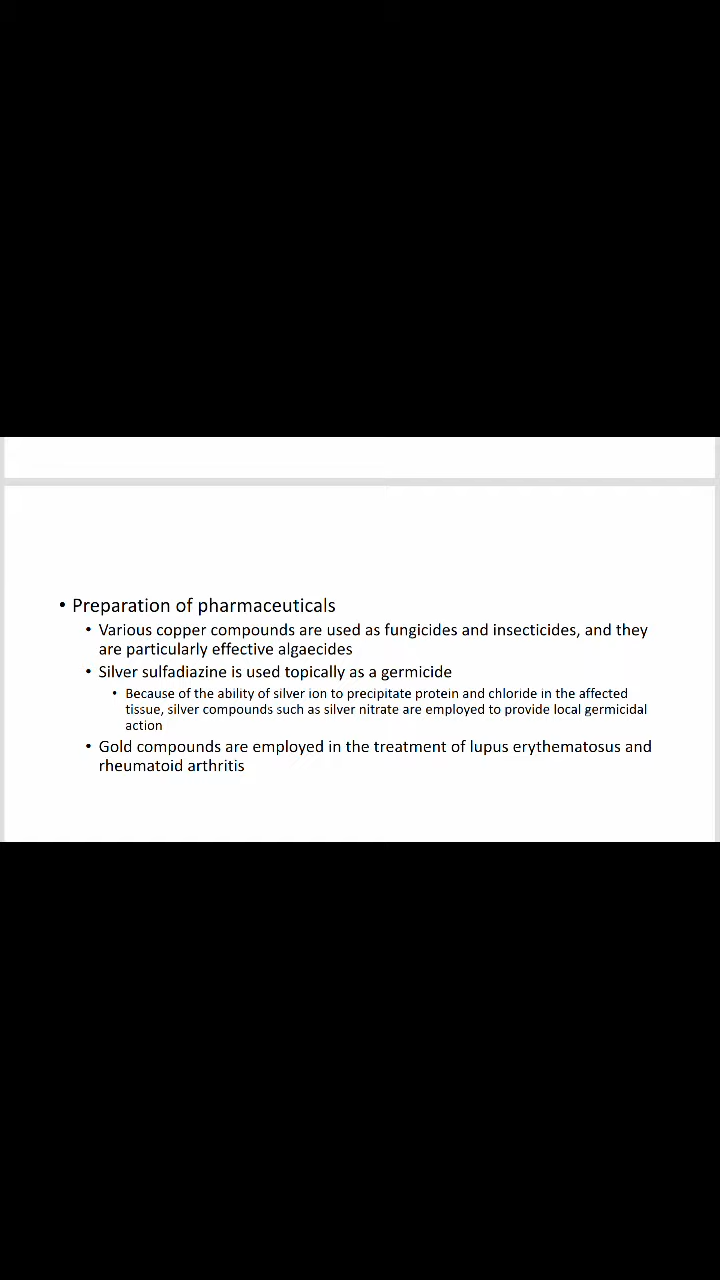 • Preparation of pharmaceuticals
• Various copper compounds are used as fungicides and insecticides, and they
are particularly effective algaecides
• Silver sulfadiazine is used topically as a germicide
• Because of the ability of silver ion to precipitate protein and chloride in the affected
tissue, silver compounds such as silver nitrate are employed to provide local germicidal
action
• Gold compounds are employed in the treatment of lupus erythematosus and
rheumatoid arthritis